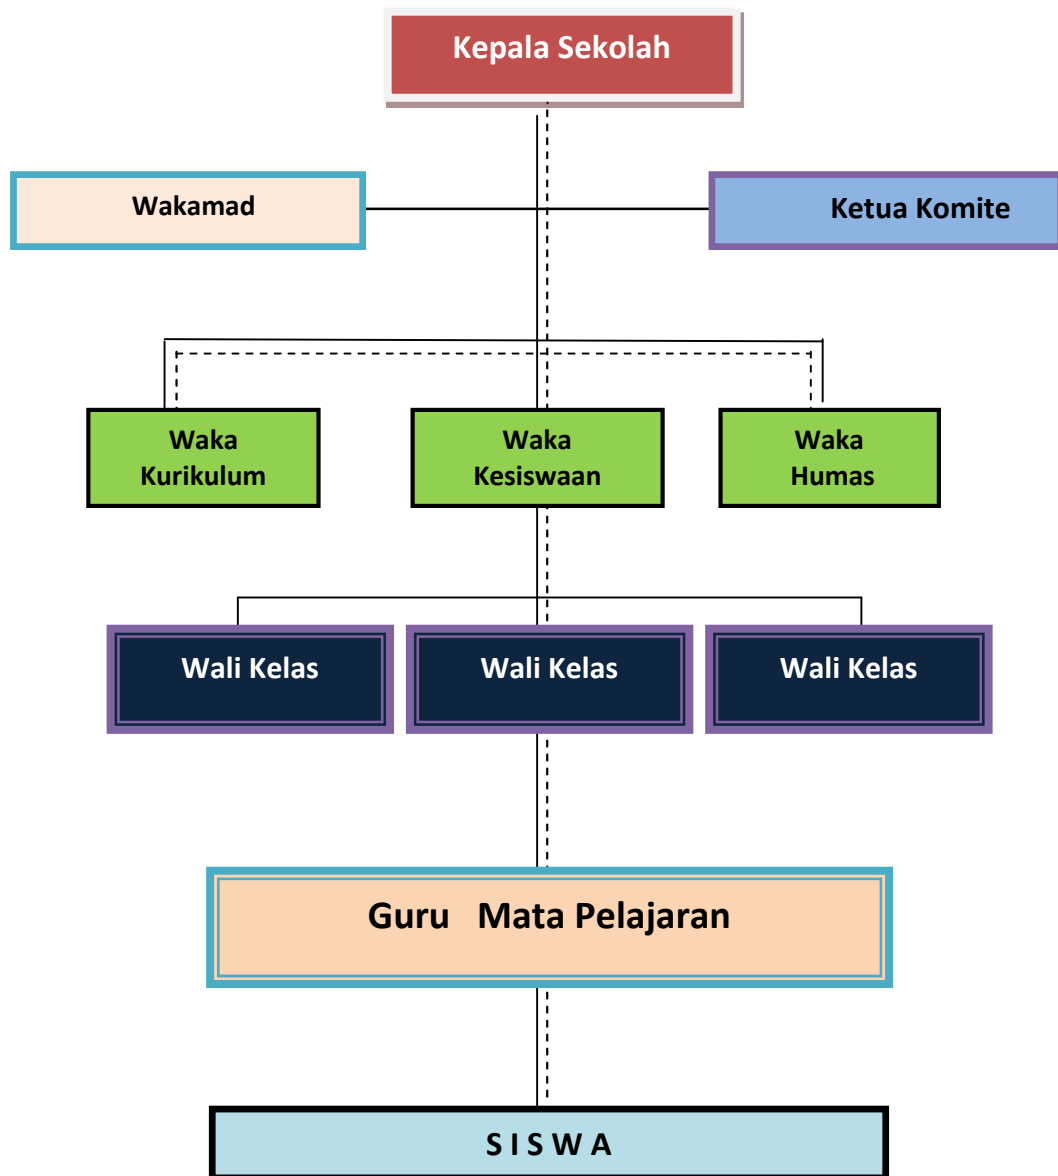 Kepala Sekolah
Wakamad
Ketua Komite
Waka
Kurikulum
Waka
Kesiswaan
Waka
Humas
Wali Kelas
Wali Kelas
Wali Kelas
Guru   Mata Pelajaran
S I S W A